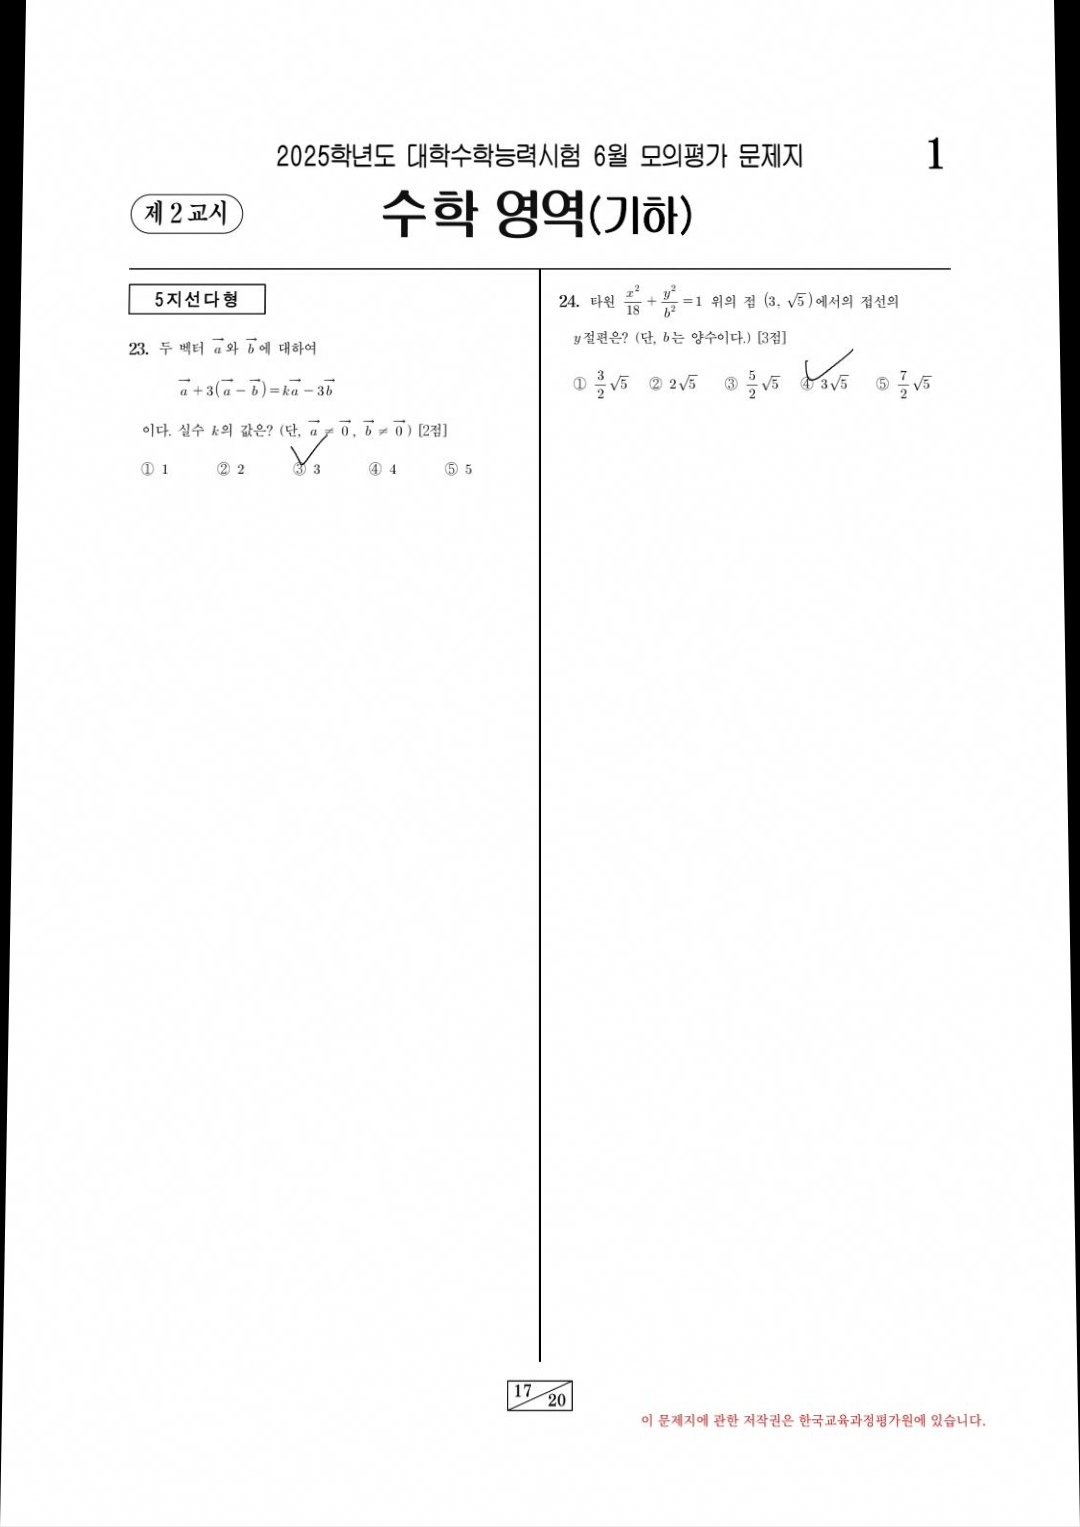 2025학년도 대학수학능력시험 6월 모의평가 문제지
1
제 2 교시
수학 영역(기하)
5지선다형
23. 두 벡터 \vec{a}와 \vec{b}에 대하여
\vec{a}+3(\vec{a}-\vec{b})=k\vec{a}-3\vec{b}
이다. 실수 k의 값은? (단, \vec{a}≠\vec{0}, \vec{b}≠\vec{0}) [2점]
① 1 ② 2 ③ 3 ④ 4 ⑤ 5
24. 타원 \frac{x^2}{18}+\frac{y^2}{b^2}=1 위의 점 (3, √5)에서의 접선의
y절편은? (단, b는 양수이다.) [3점]
① \frac{3}{2}√5 ② 2√5 ③ \frac{5}{2}√5 ④ 3√5 ⑤ \frac{7}{2}√5
17
20
이 문제지에 관한 저작권은 한국교육과정평가원에 있습니다.